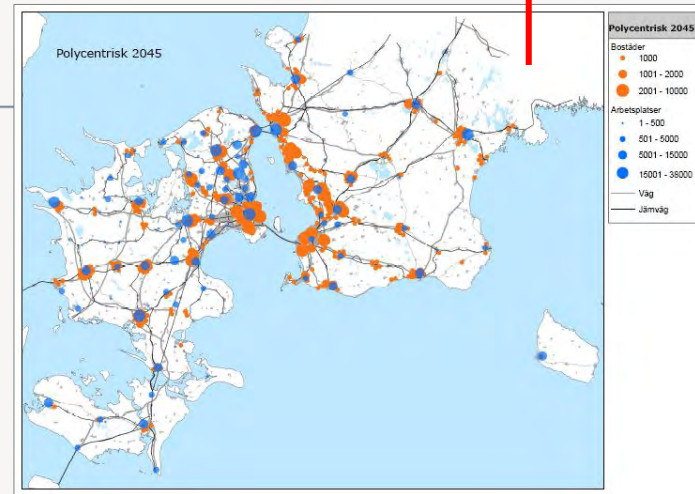 Polycentrisk 2045
Polycentrisk 2045
Bostäder
1000
1001 - 2000
2001 - 10000
Arbetsplatser
1 - 500
501 - 5000
5001 - 15000
15001 - 38000
Väg
Järnväg